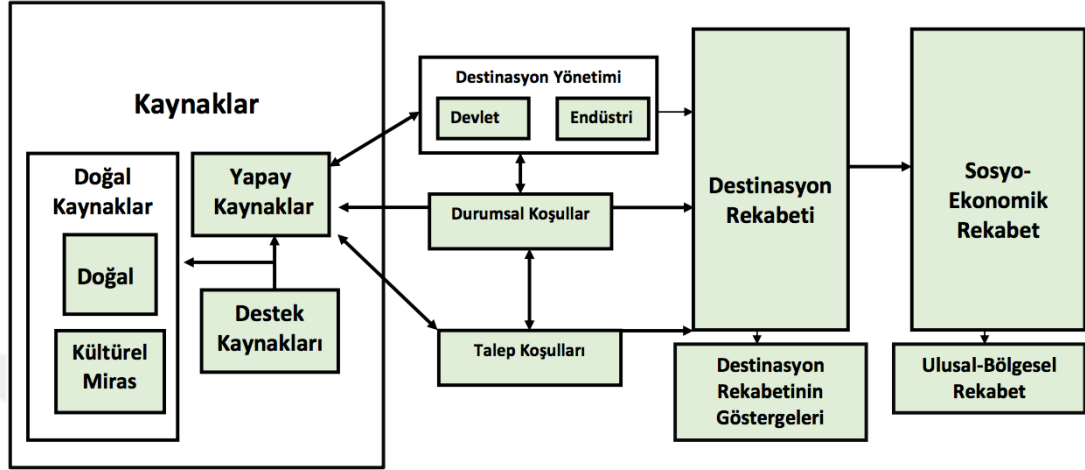 Kaynaklar
Doğal
Kaynaklar
Doğal
Kültürel
Miras
Yapay
Kaynaklar
Destek
Kaynakları
Destinasyon Yönetimi
Devlet
Endüstri
Durumsal Koşullar
Talep Koşulları
Destinasyon
Rekabeti
Destinasyon
Rekabetinin
Göstergeleri
Sosyo-
Ekonomik
Rekabet
Ulusal-Bölgesel
Rekabet